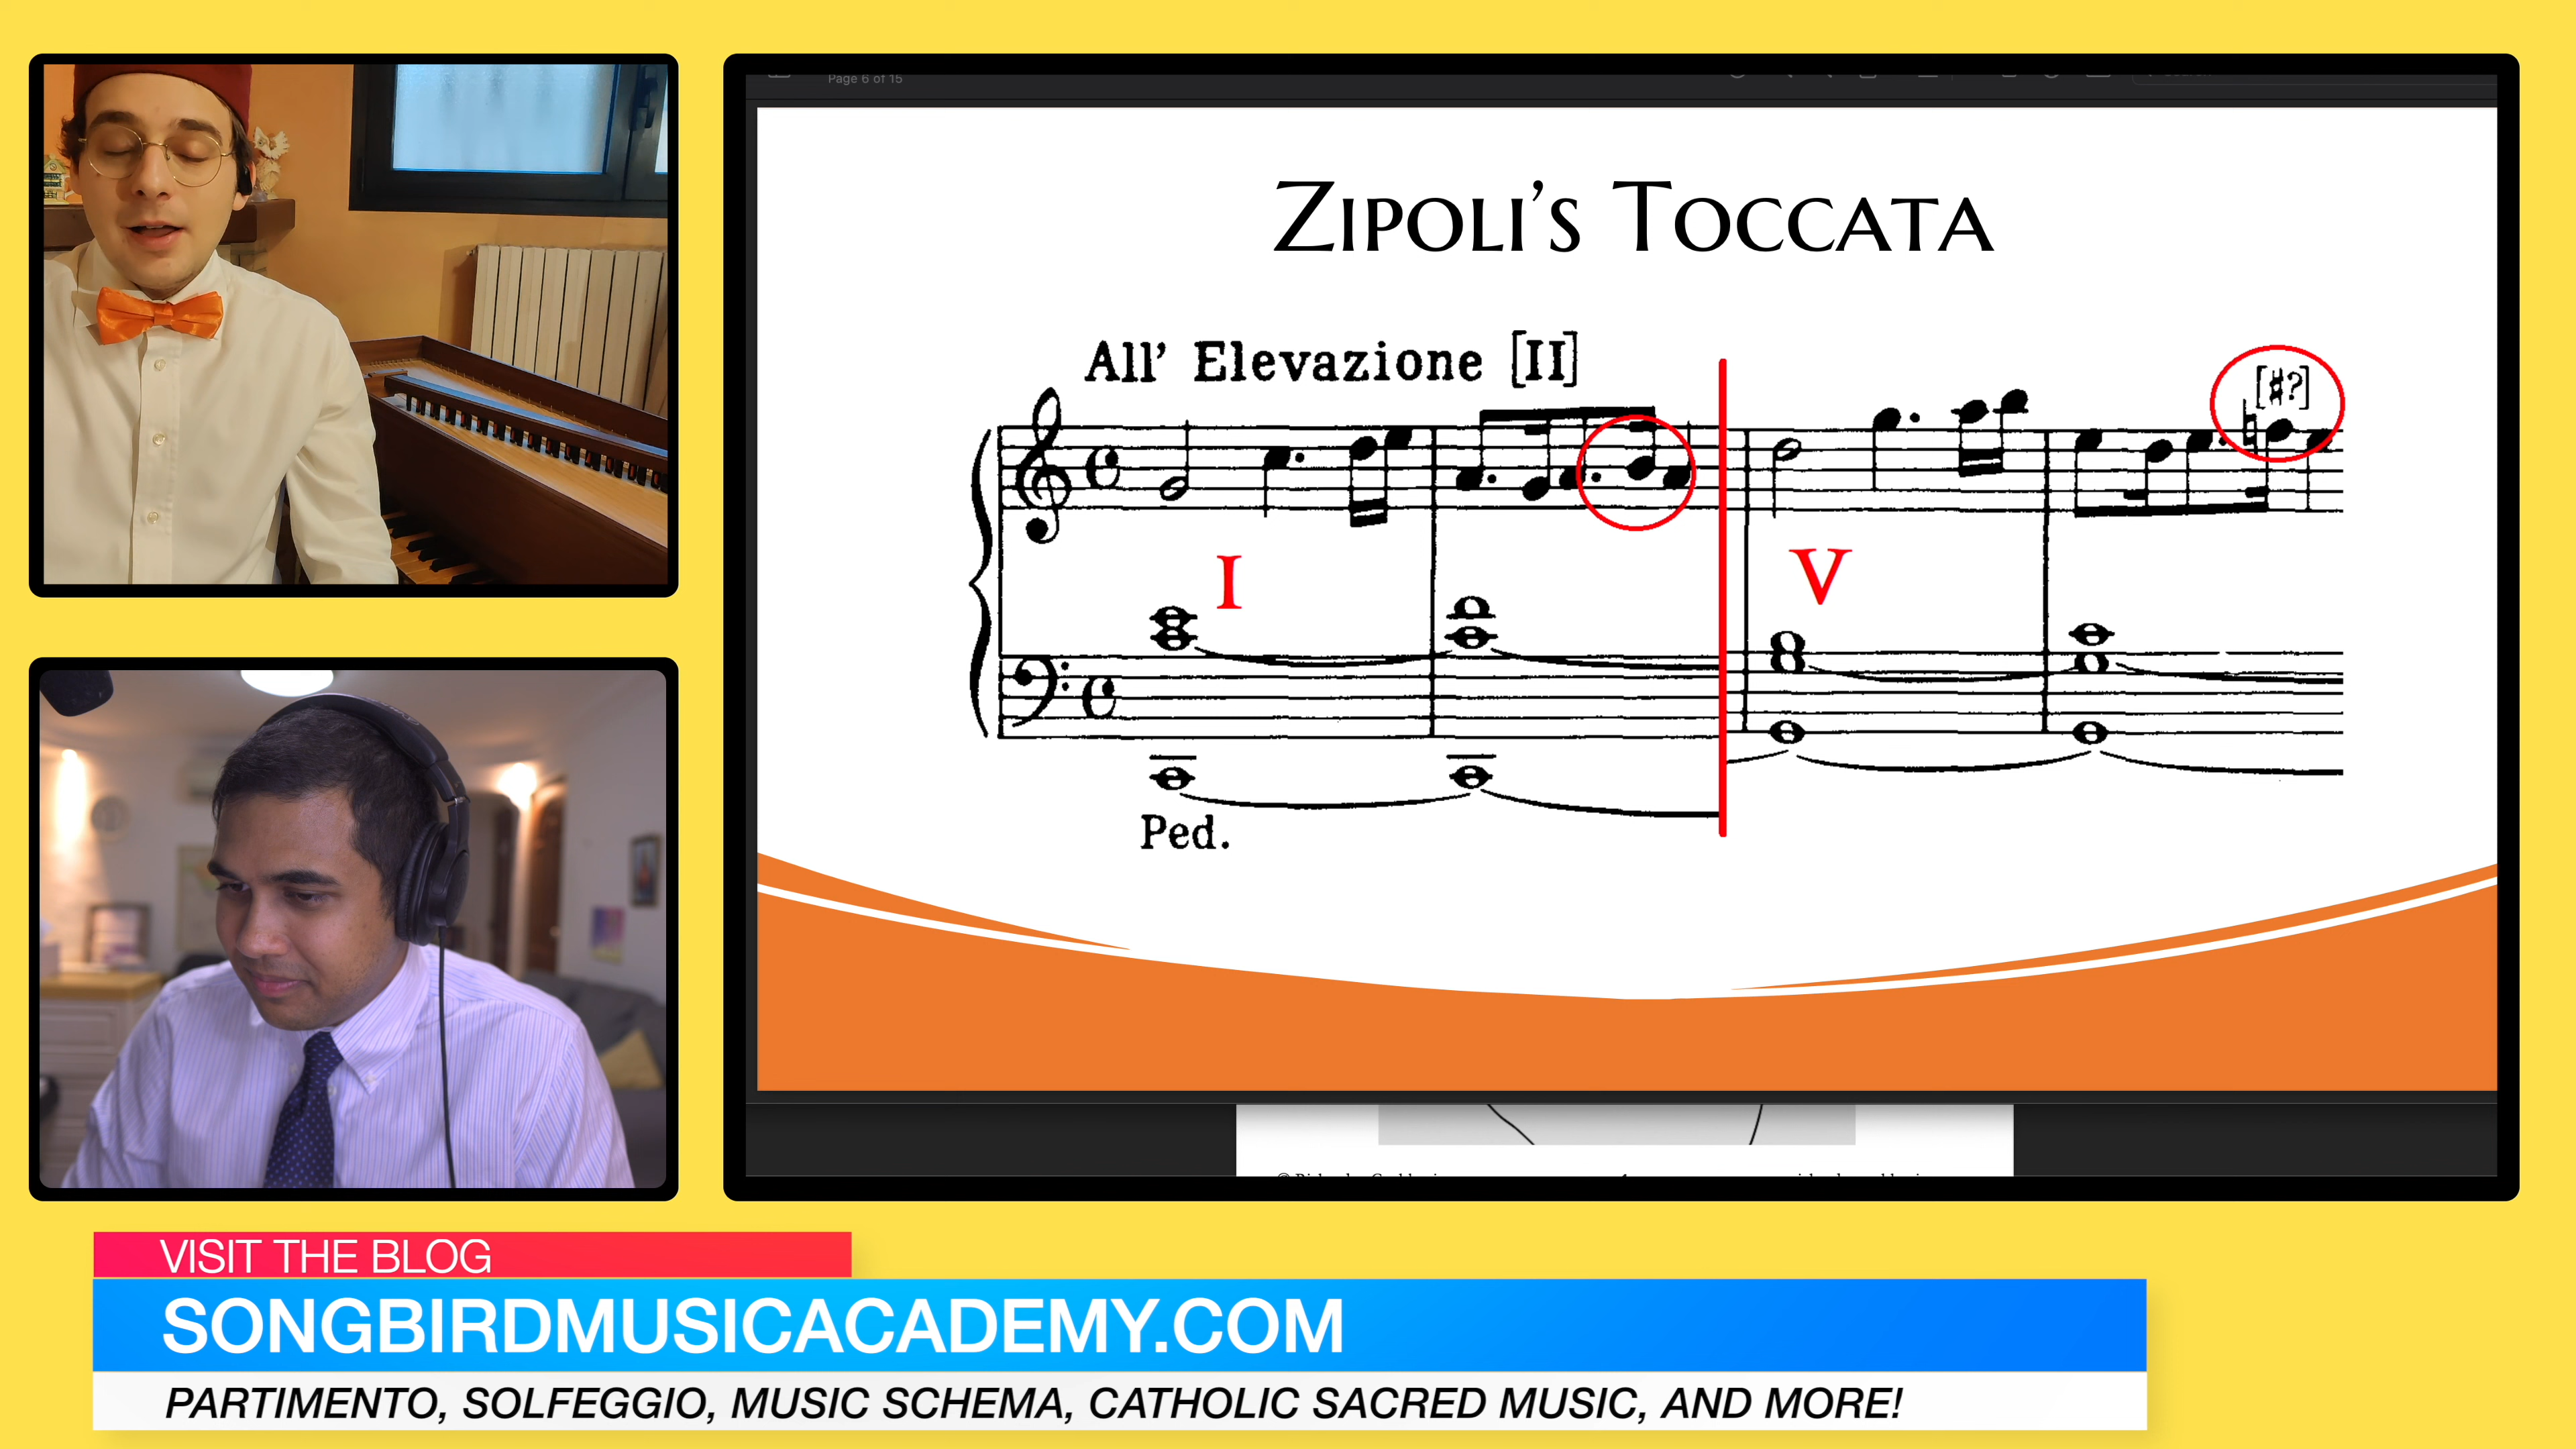 Page 6 of 15
ZIPOLI'S TOCCATA
All' Elevazione [II]
[♯?]
I
V
Ped.
VISIT THE BLOG
SONGBIRDMUSICACADEMY.COM
PARTIMENTO, SOLFEGGIO, MUSIC SCHEMA, CATHOLIC SACRED MUSIC, AND MORE!